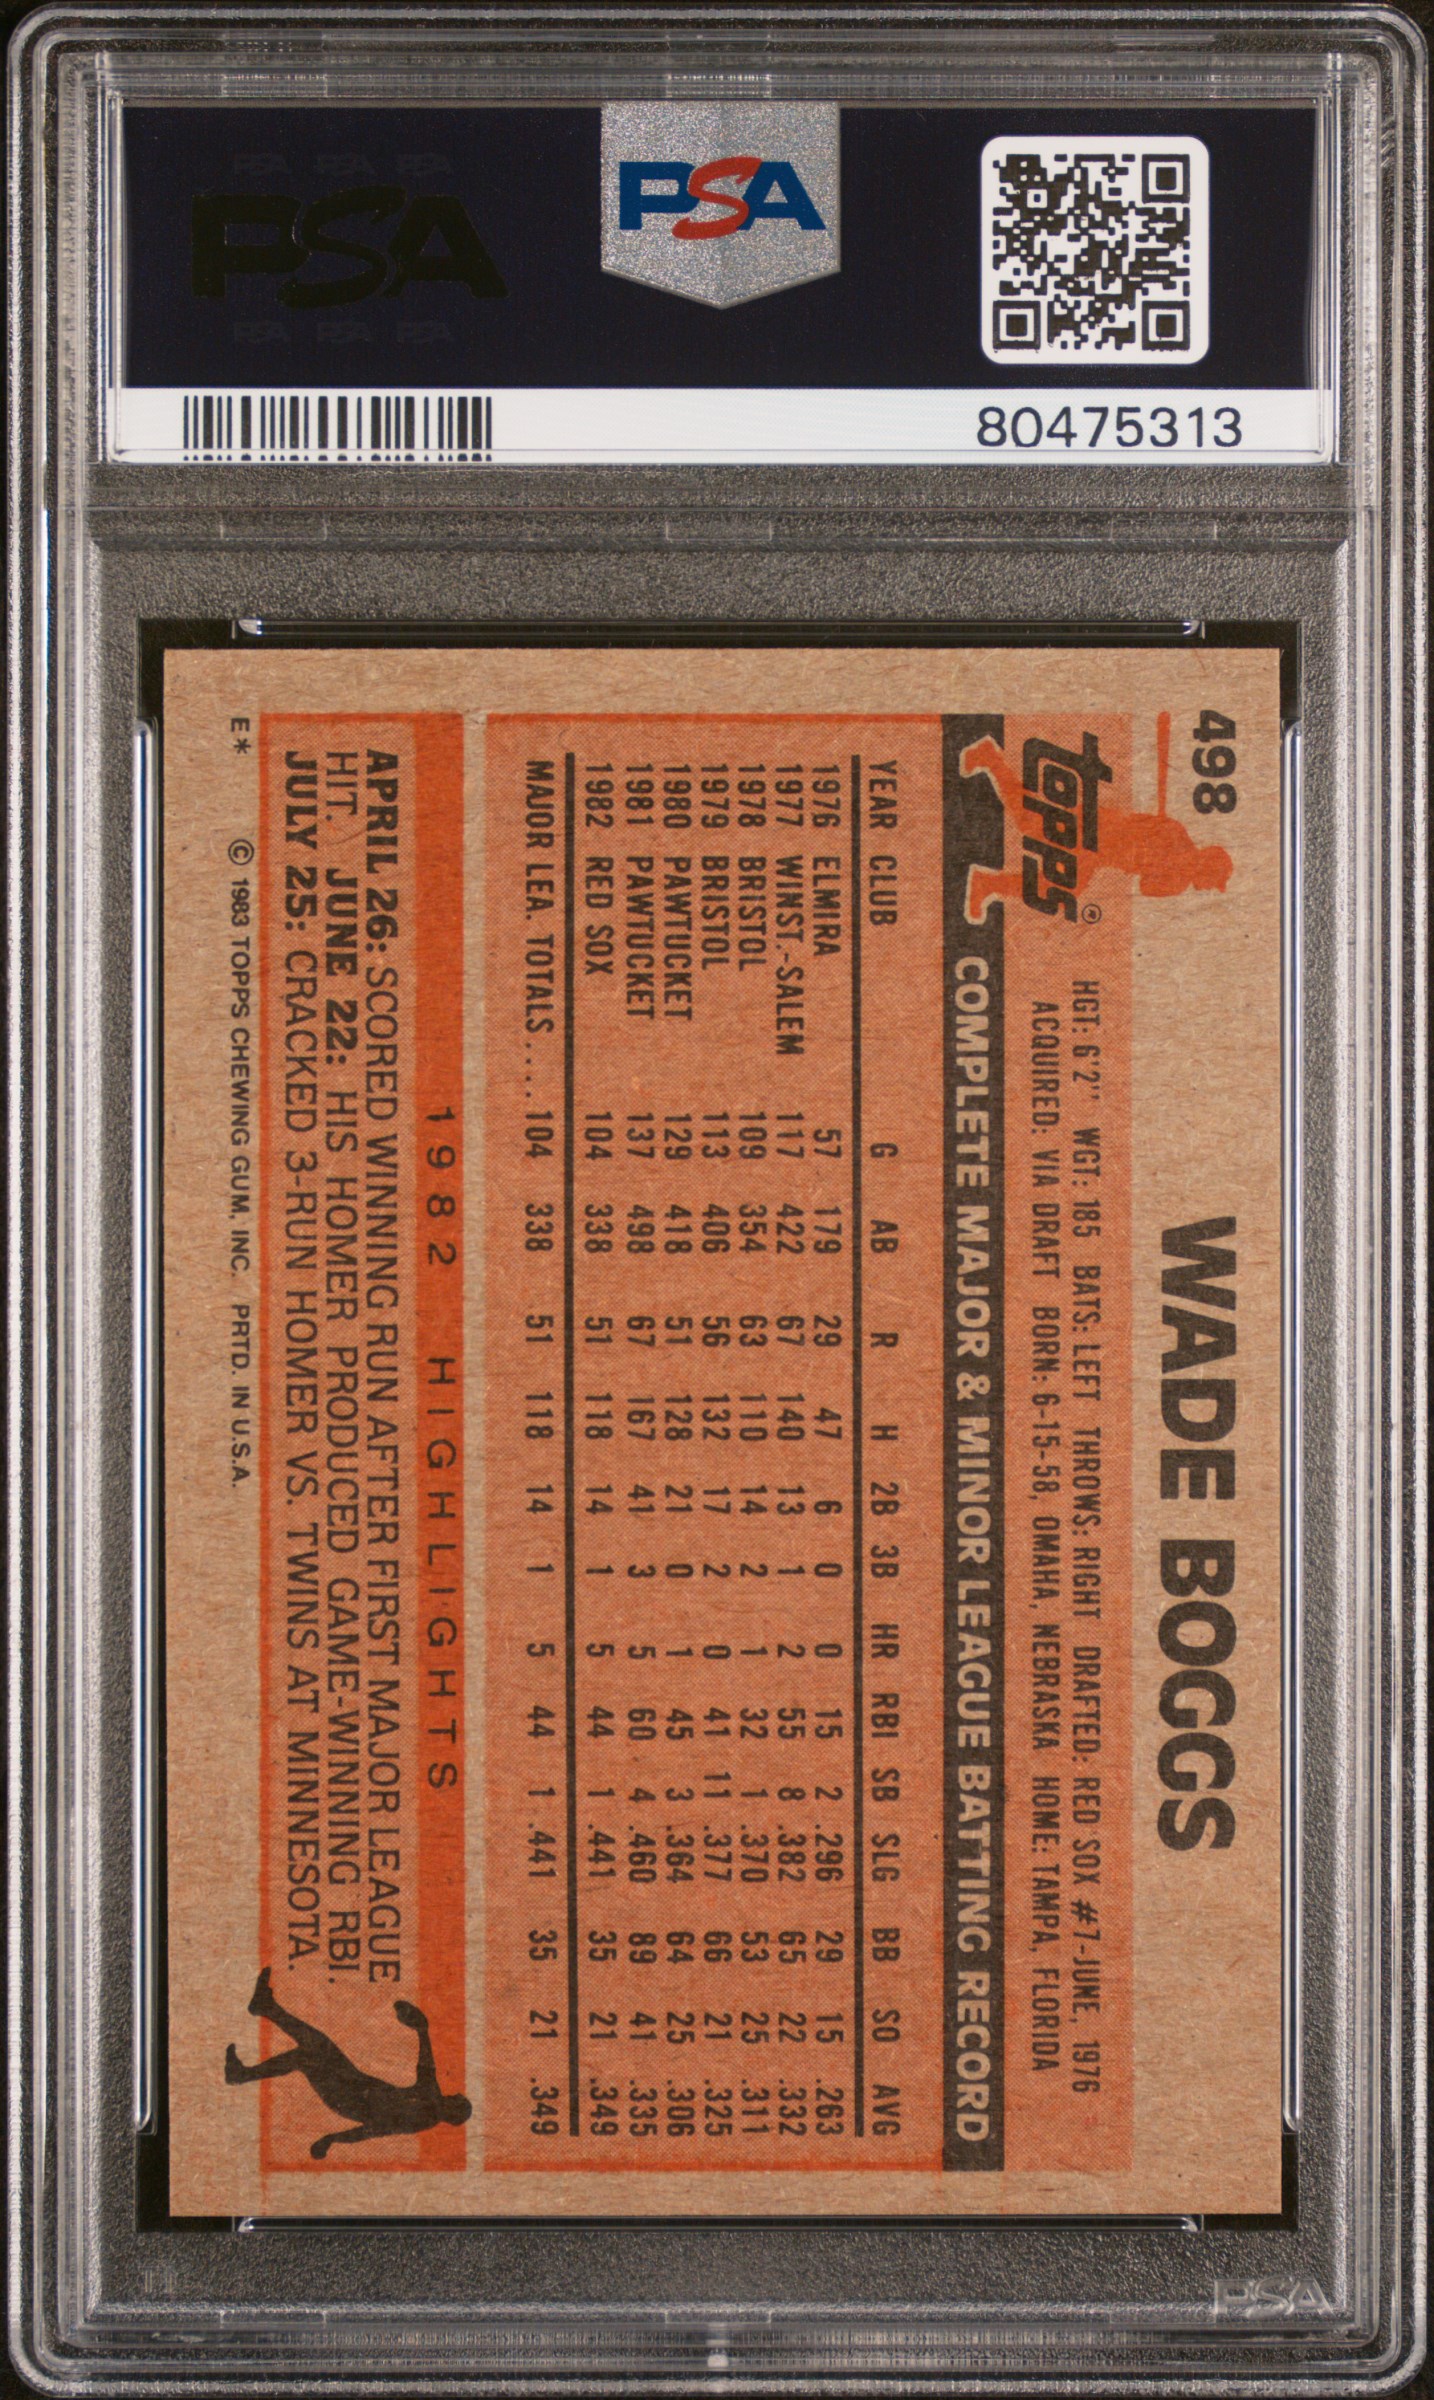 PSA PSA PSA
PSA
PSA PSA PSA
PSA
80475313
498
WADE BOGGS
Topps®
HGT: 6'2" WGT: 185 BATS: LEFT THROWS: RIGHT DRAFTED: RED SOX #7-JUNE, 1976
ACQUIRED: VIA DRAFT BORN: 6-15-58, OMAHA, NEBRASKA HOME: TAMPA, FLORIDA
COMPLETE MAJOR & MINOR LEAGUE BATTING RECORD
YEAR CLUB G AB R H 2B 3B HR RBI SB SLG BB SO AVG
1976 ELMIRA 57 179 29 47 6 0 0 15 2 .296 29 15 .263
1977 WINST.-SALEM 117 422 67 140 13 1 2 55 8 .382 65 22 .332
1978 BRISTOL 109 354 63 110 14 2 1 32 1 .370 53 25 .311
1979 BRISTOL 113 406 56 132 17 2 0 41 11 .377 66 21 .325
1980 PAWTUCKET 129 418 51 128 21 0 1 45 3 .364 64 25 .306
1981 PAWTUCKET 137 498 67 167 41 3 5 60 4 .460 89 41 .335
1982 RED SOX 104 338 51 118 14 1 5 44 1 .441 35 21 .349
MAJOR LEA. TOTALS.... 104 338 51 118 14 1 5 44 1 .441 35 21 .349
1982 HIGHLIGHTS
APRIL 26: SCORED WINNING RUN AFTER FIRST MAJOR LEAGUE
HIT. JUNE 22: HIS HOMER PRODUCED GAME-WINNING RBI.
JULY 25: CRACKED 3-RUN HOMER VS. TWINS AT MINNESOTA.
E* © 1983 TOPPS CHEWING GUM, INC. PRTD. IN U.S.A.
PSA